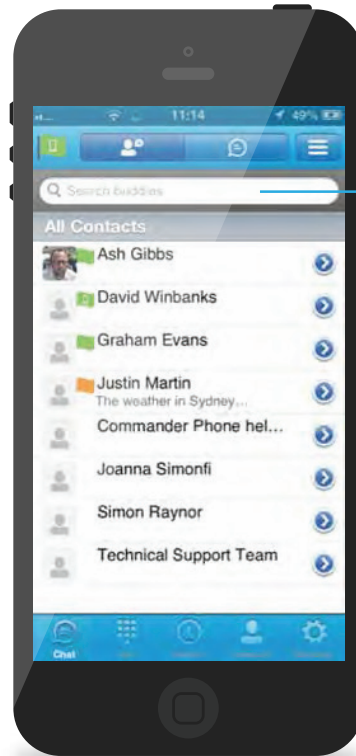 11:14
49%
Search buddies
All Contacts
Ash Gibbs
David Winbanks
Graham Evans
Justin Martin
The weather in Sydney...
Commander Phone hel...
Joanna Simonfi
Simon Raynor
Technical Support Team
Chat